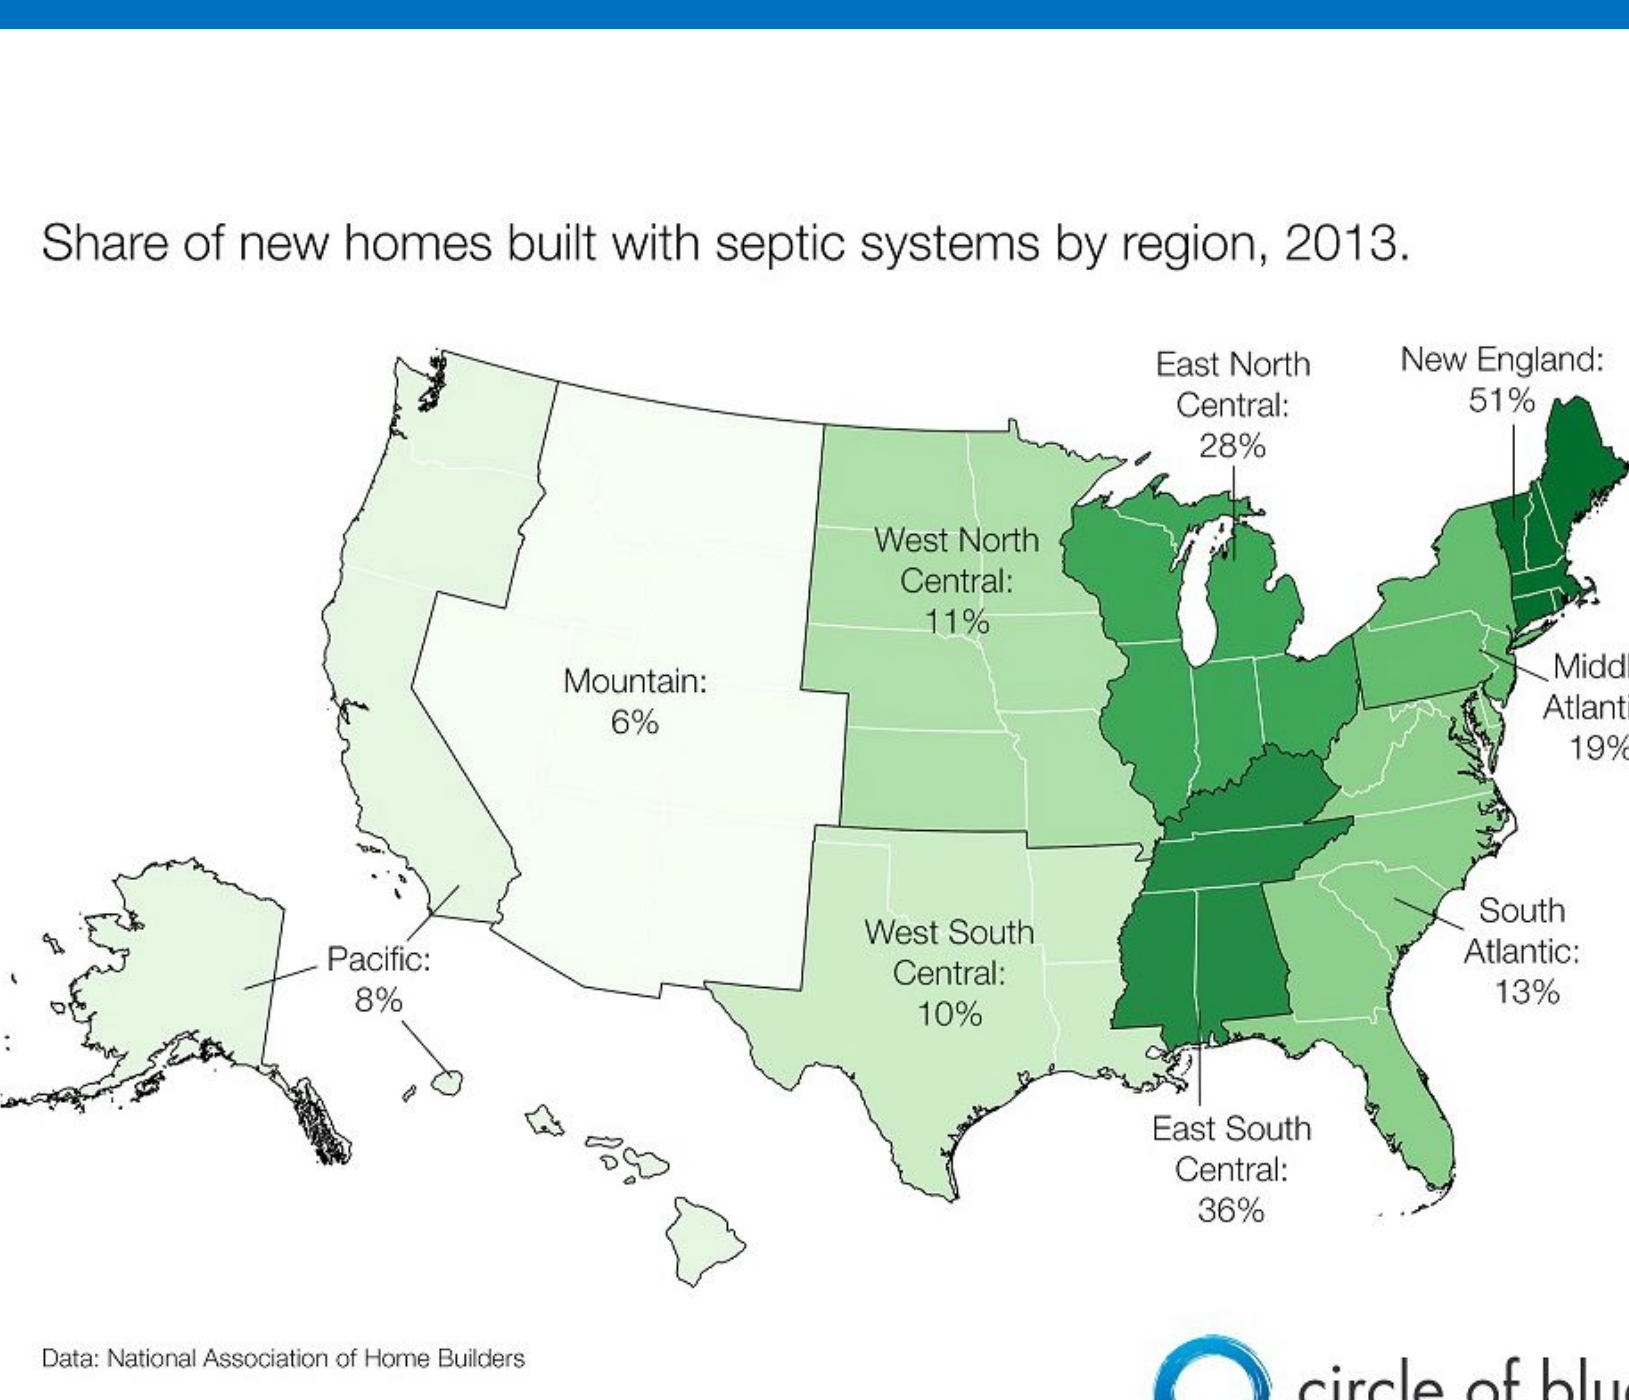 Share of new homes built with septic systems by region, 2013.
East North
Central:
28%
New England:
51%
West North
Central:
11%
Mountain:
6%
Middl
Atlanti
19%
South
Atlantic:
13%
Pacific:
8%
West South
Central:
10%
East South
Central:
36%
Data: National Association of Home Builders
circle of blu